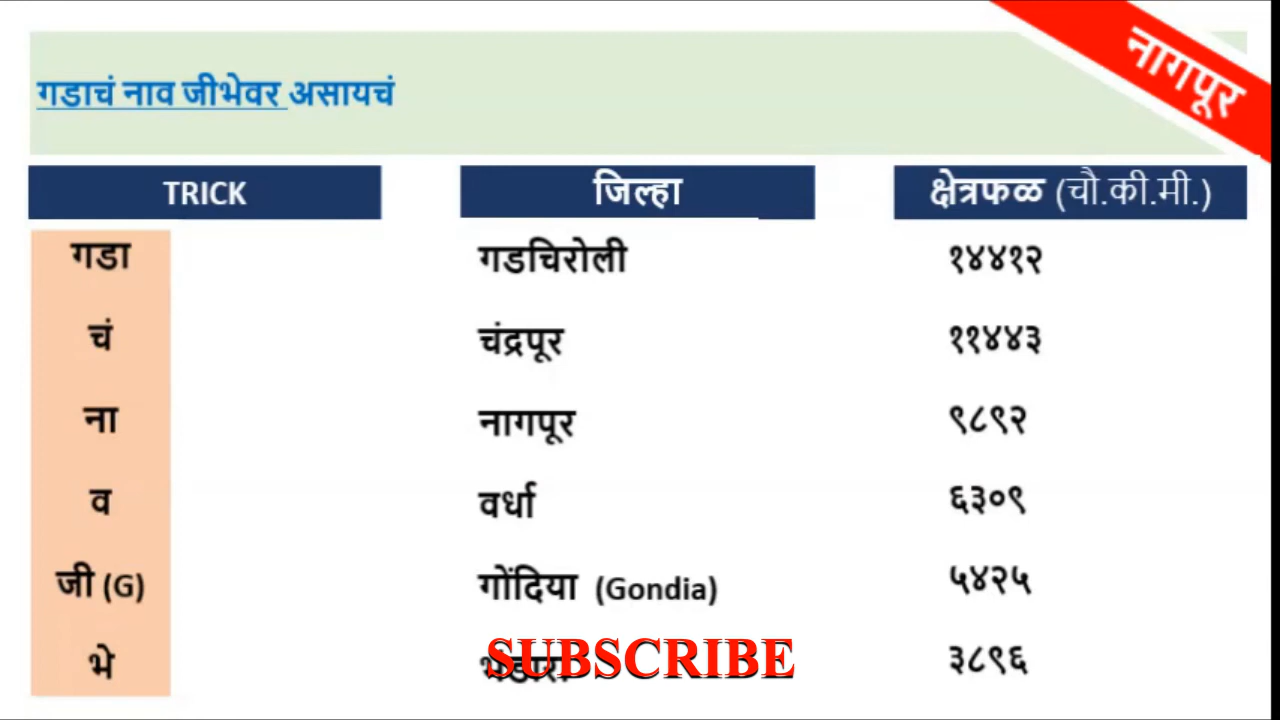 नागपूर
गडाचं नाव जीभेवर असायचं
TRICK जिल्हा क्षेत्रफळ (चौ.की.मी.)
गडा गडचिरोली १४४१२
चं चंद्रपूर ११४४३
ना नागपूर ९८९२
व वर्धा ६३०९
जी (G) गोंदिया (Gondia) ५४२५
भे SUBSCRIBE ३८९६